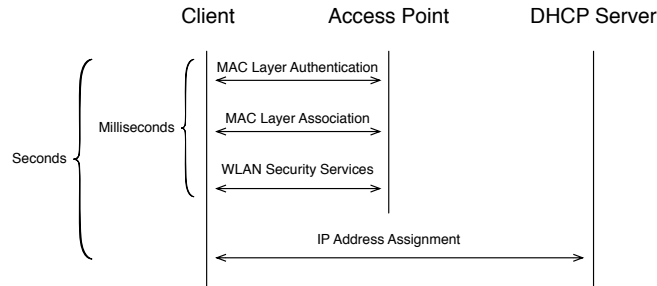 Client Access Point DHCP Server
MAC Layer Authentication
MAC Layer Association
Milliseconds
Seconds
WLAN Security Services
IP Address Assignment